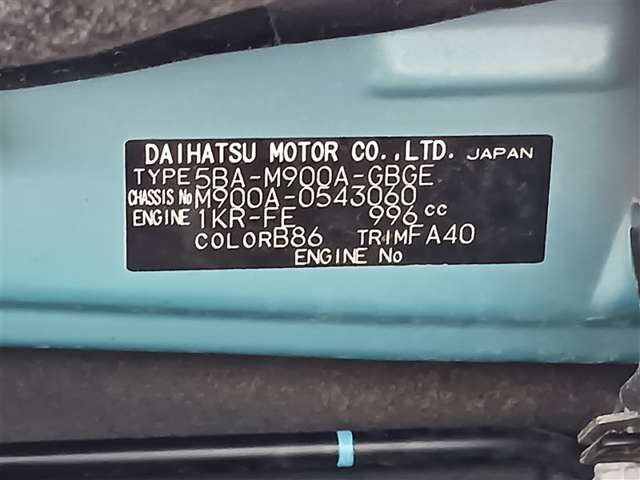 DAIHATSU MOTOR CO.,LTD. JAPAN
TYPE 5BA-M900A-GBGE
CHASSIS No M900A-0543060
ENGINE 1KR-FE 996 cc
COLOR B86 TRIM FA40
ENGINE No